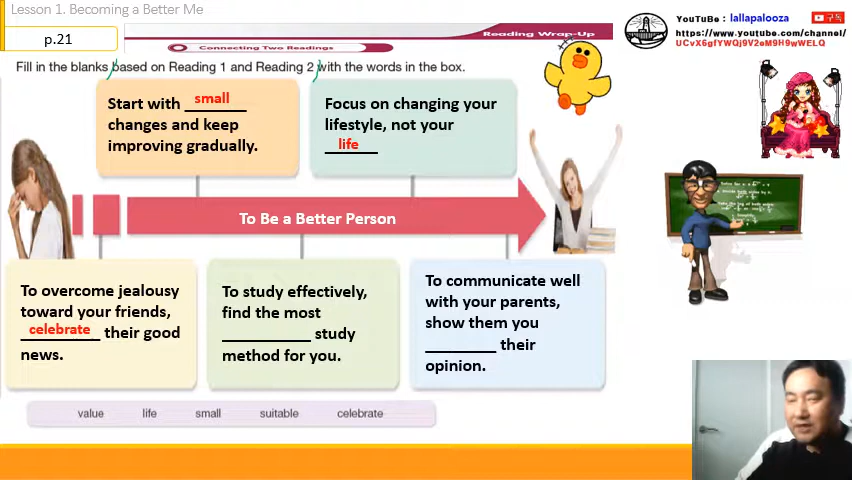 Lesson 1. Becoming a Better Me
p.21
Reading Wrap-Up
Connecting Two Readings
Fill in the blanks based on Reading 1 and Reading 2 with the words in the box.
YouTuBe : lallapalooza
구독
https://www.youtube.com/channel/
UCvX6gfYWQj9V2eM9H9wWELQ
Start with small
changes and keep
improving gradually.
Focus on changing your
lifestyle, not your
life
To Be a Better Person
To overcome jealousy
toward your friends,
celebrate their good
news.
To study effectively,
find the most
__________ study
method for you.
To communicate well
with your parents,
show them you
________ their
opinion.
value life small suitable celebrate